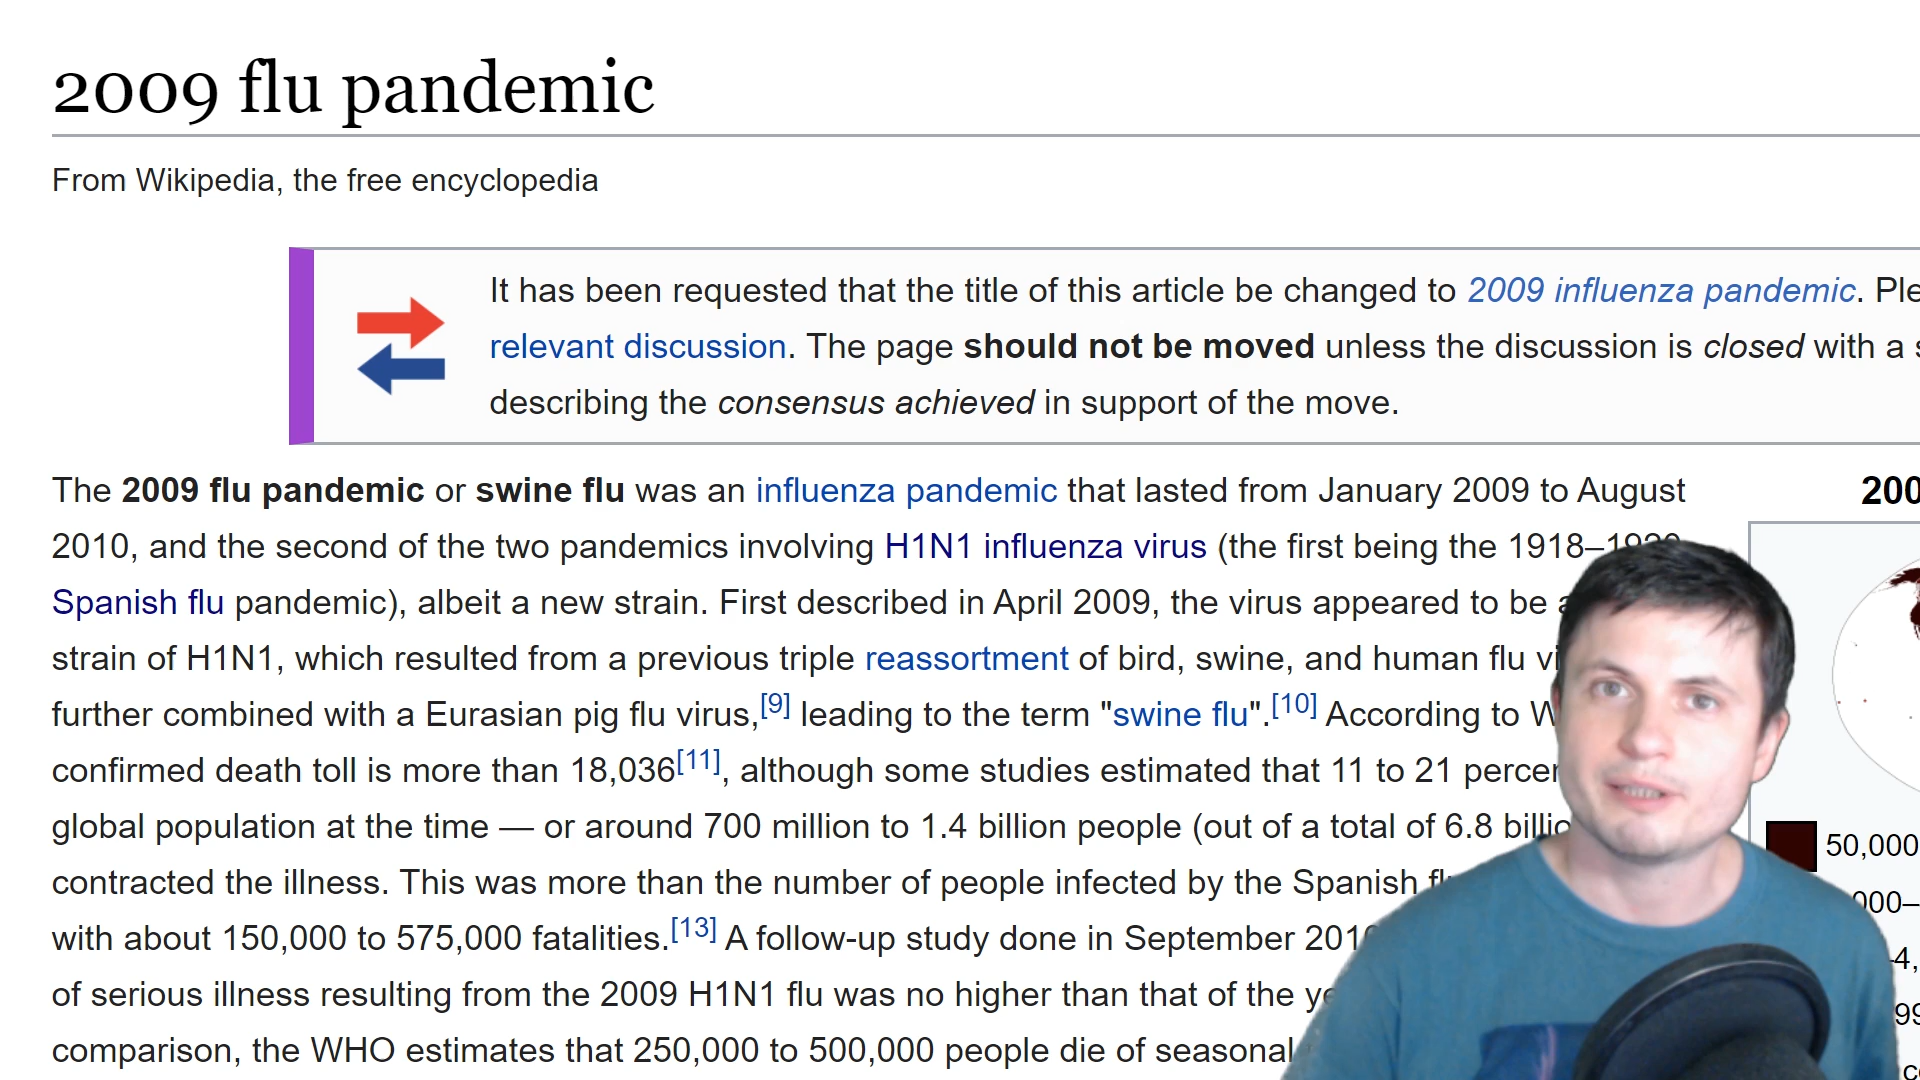 2009 flu pandemic
From Wikipedia, the free encyclopedia
It has been requested that the title of this article be changed to 2009 influenza pandemic.
relevant discussion. The page should not be moved unless the discussion is closed with a
describing the consensus achieved in support of the move.
The 2009 flu pandemic or swine flu was an influenza pandemic that lasted from January 2009 to August
2010, and the second of the two pandemics involving H1N1 influenza virus (the first being the 1918–1920
Spanish flu pandemic), albeit a new strain. First described in April 2009, the virus appeared to be
strain of H1N1, which resulted from a previous triple reassortment of bird, swine, and human flu
further combined with a Eurasian pig flu virus,[9] leading to the term "swine flu".[10] According to
confirmed death toll is more than 18,036[11], although some studies estimated that 11 to 21
global population at the time — or around 700 million to 1.4 billion people (out of a total of 6.8
contracted the illness. This was more than the number of people infected by the Spanish
with about 150,000 to 575,000 fatalities.[13] A follow-up study done in September 2010
of serious illness resulting from the 2009 H1N1 flu was no higher than that of the
comparison, the WHO estimates that 250,000 to 500,000 people die of seasonal
200
50,000
000–
4,
99